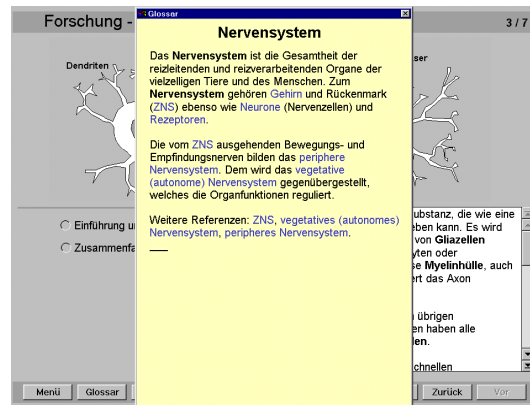 Forschung -
3 / 7
Glossar
Nervensystem
Das Nervensystem ist die Gesamtheit der
reizleitenden und reizverarbeitenden Organe der
vielzelligen Tiere und des Menschen. Zum
Nervensystem gehören Gehirn und Rückenmark
(ZNS) ebenso wie Neurone (Nervenzellen) und
Rezeptoren.
Die vom ZNS ausgehenden Bewegungs- und
Empfindungsnerven bilden das periphere
Nervensystem. Dem wird das vegetative
(autonome) Nervensystem gegenübergestellt,
welches die Organfunktionen reguliert.
Weitere Referenzen: ZNS, vegetatives (autonomes)
Nervensystem, peripheres Nervensystem.
Dendriten
ser
Einführung u
Zusammenfa
ubstanz, die wie eine
eben kann. Es wird
von Gliazellen
yten oder
se Myelinhülle, auch
ert das Axon
übrigen
en haben alle
len.
chnellen
Menü
Glossar
Zurück
Vor